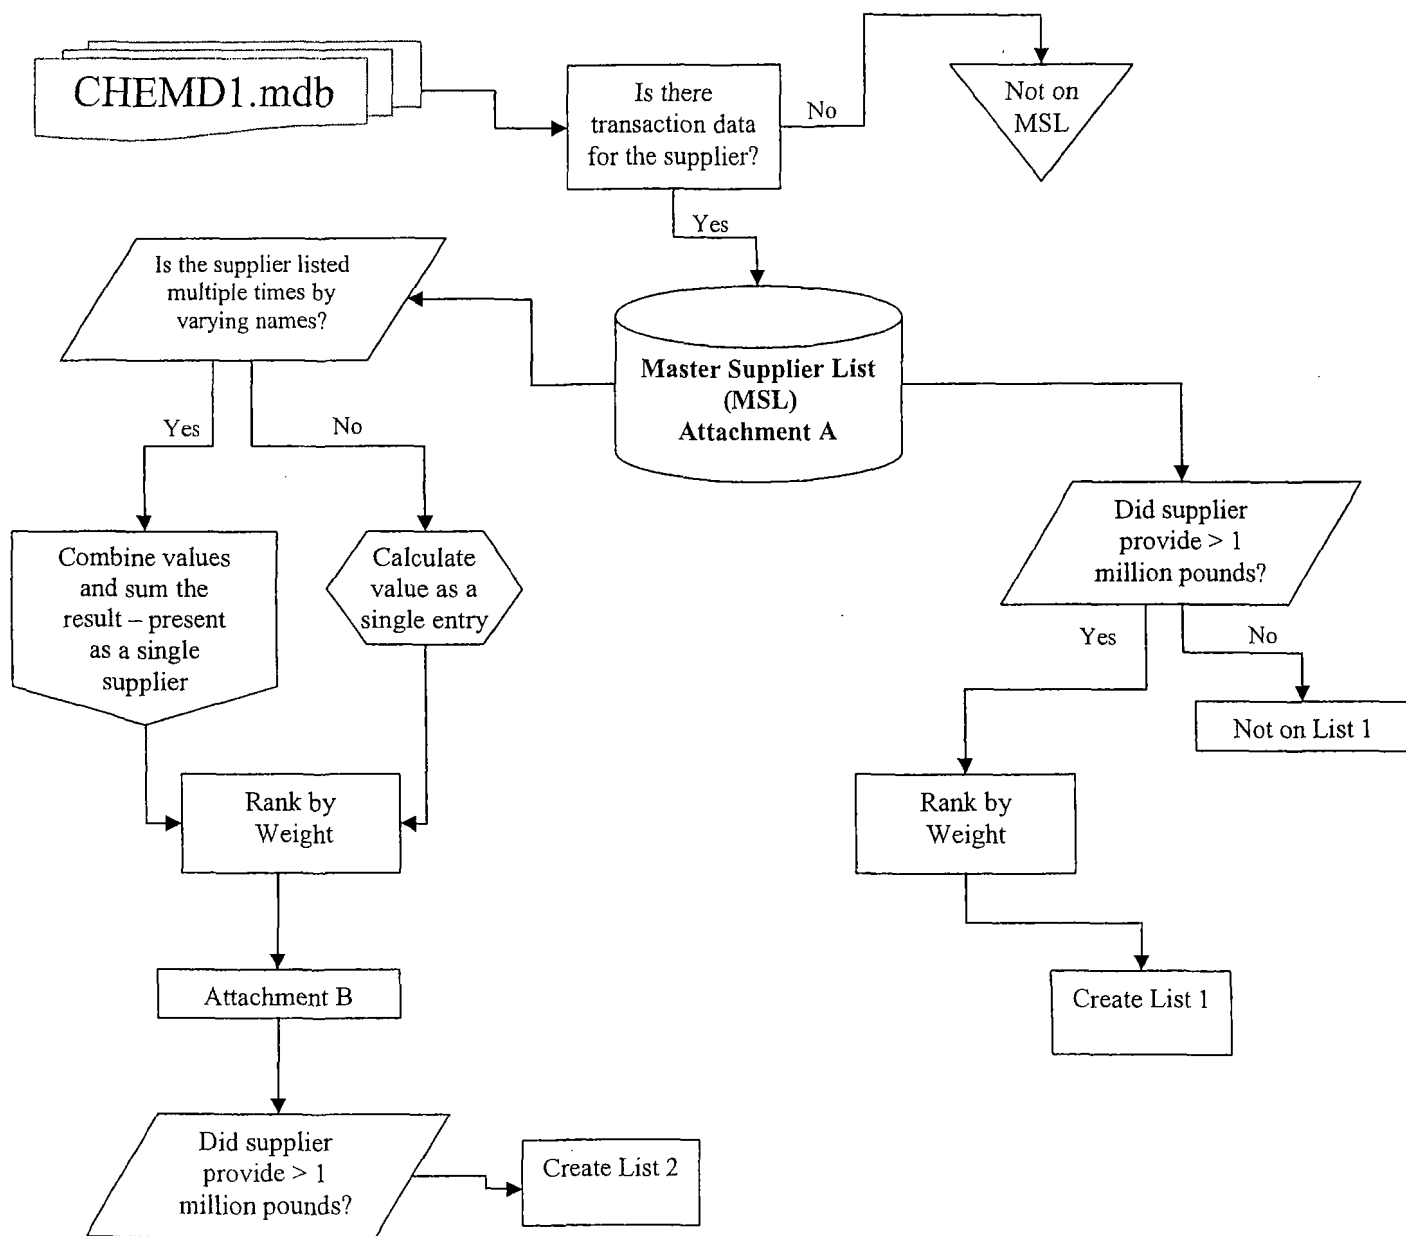 CHEMD1.mdb
Is there
transaction data
for the supplier?
No
Not on
MSL
Yes
Is the supplier listed
multiple times by
varying names?
Master Supplier List
(MSL)
Attachment A
Yes
No
Combine values
and sum the
result – present
as a single
supplier
Calculate
value as a
single entry
Did supplier
provide > 1
million pounds?
Yes
No
Not on List 1
Rank by
Weight
Rank by
Weight
Create List 1
Attachment B
Did supplier
provide > 1
million pounds?
Create List 2